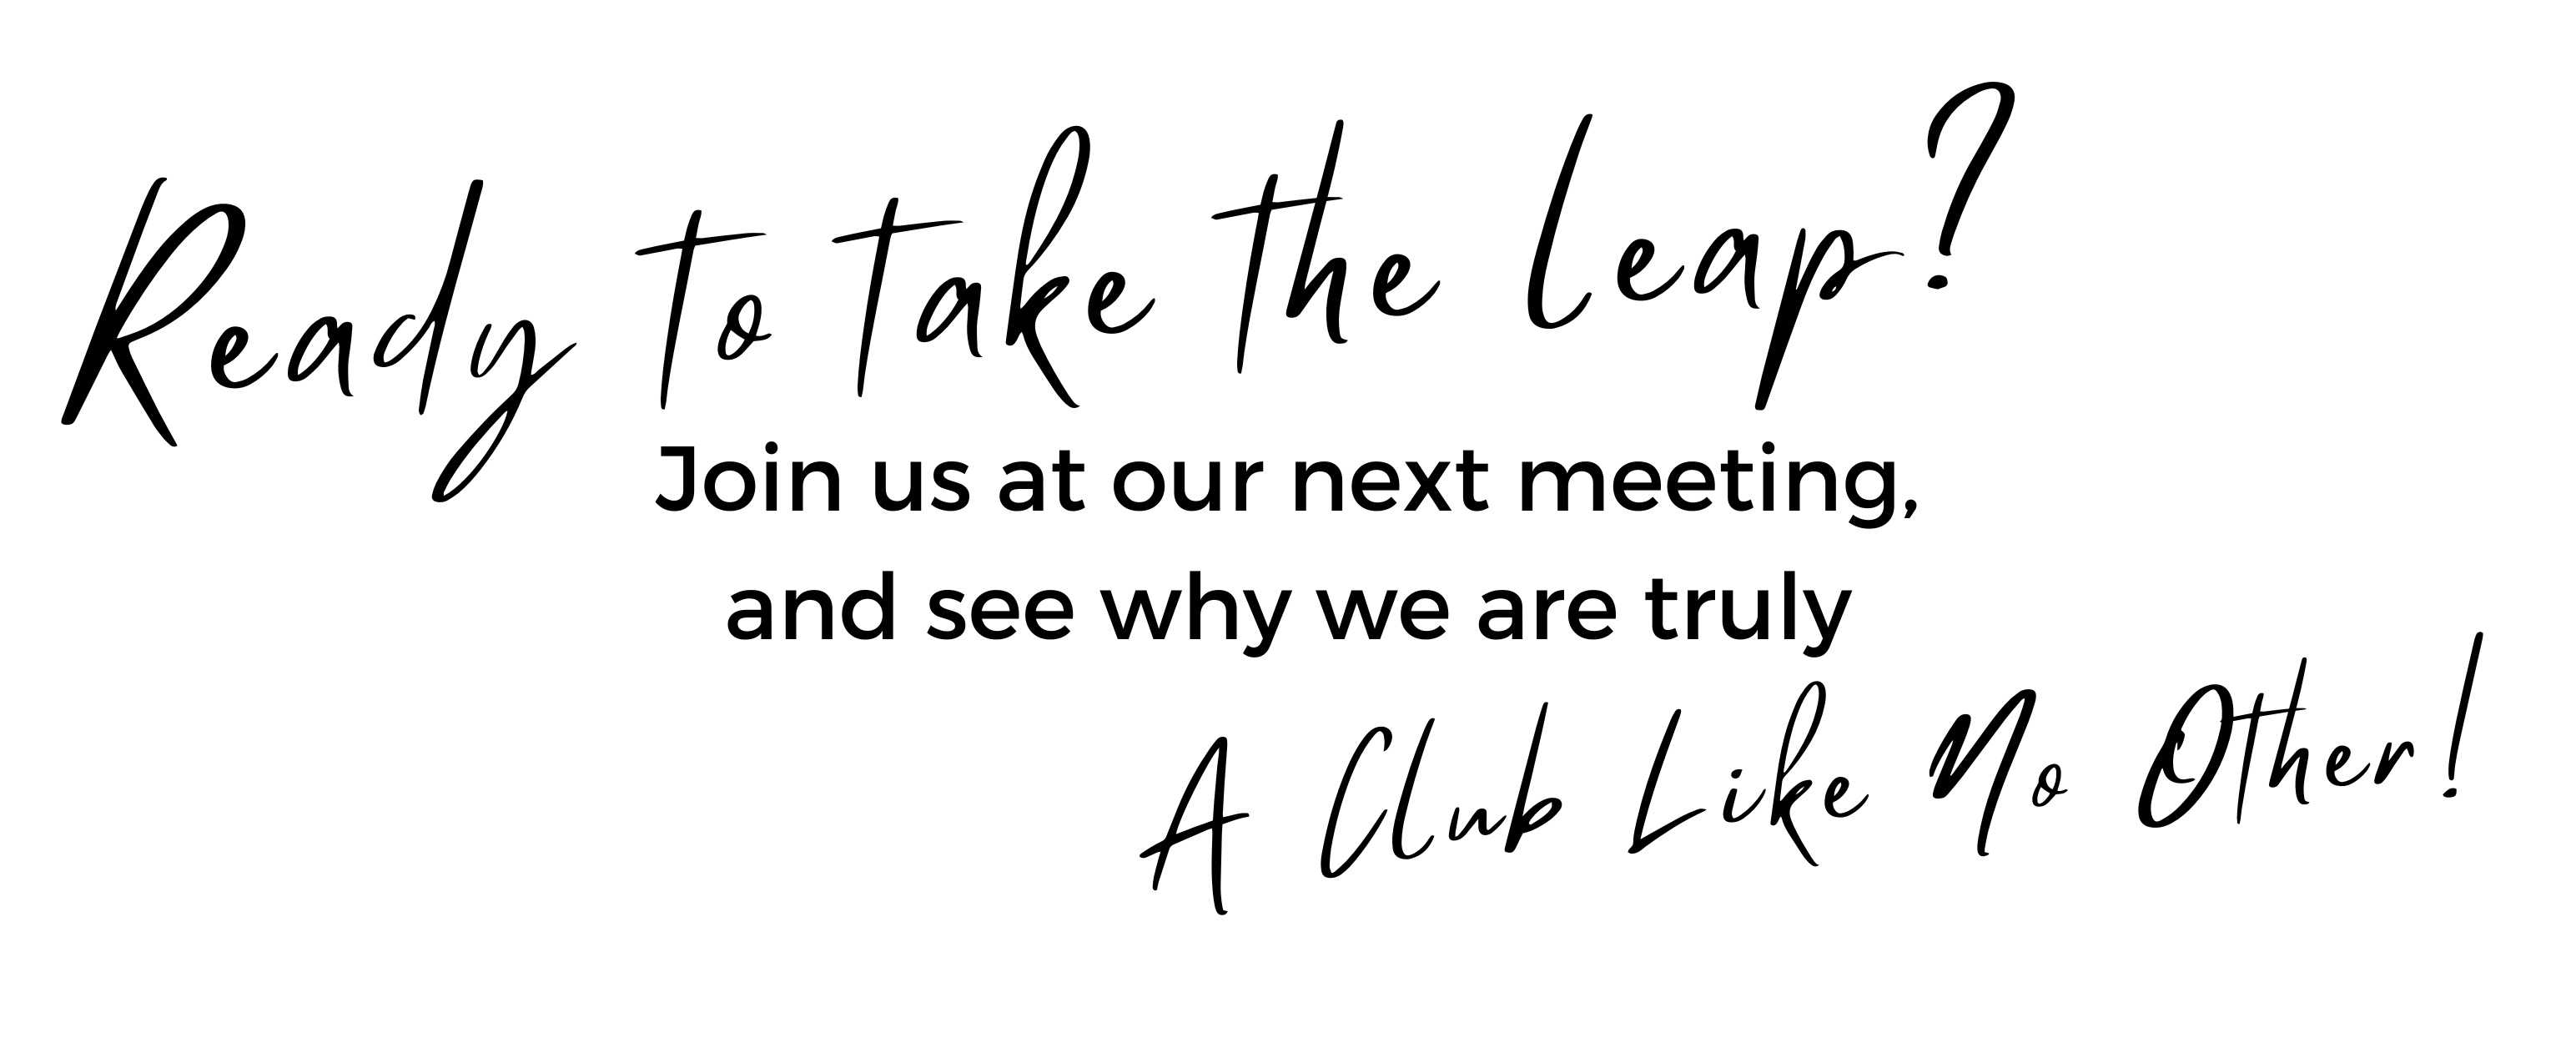 Ready to take the leap?
Join us at our next meeting,
and see why we are truly
A Club Like No Other!